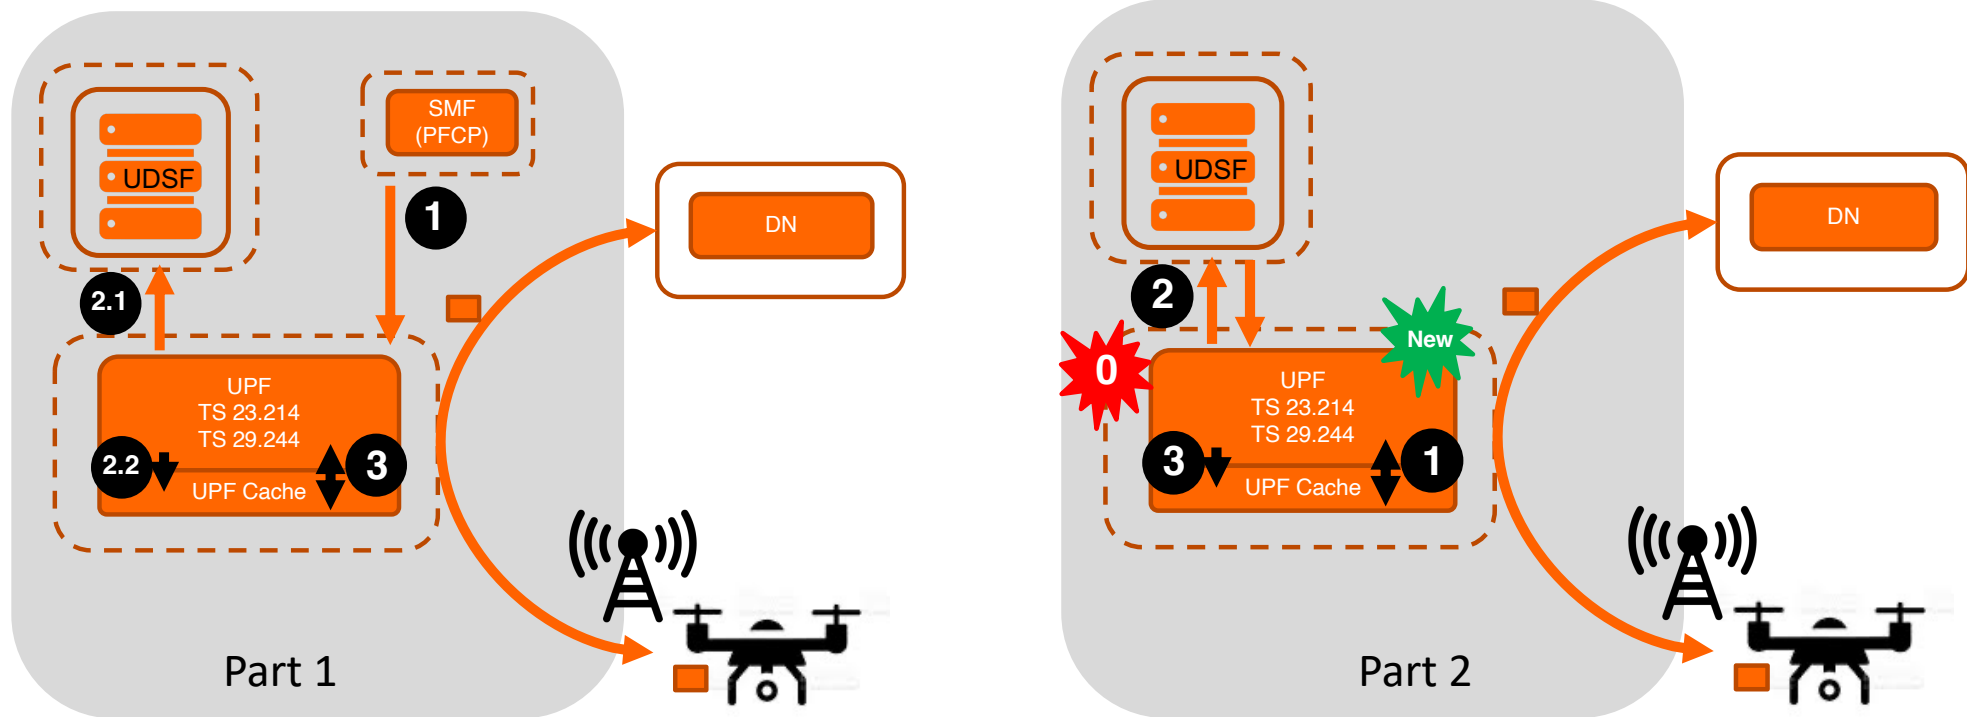 SMF
(PFCP)
UDSF
1
2.1
DN
UPF
TS 23.214
TS 29.244
2.2
3
UPF Cache
Part 1
UDSF
DN
2
New
0
UPF
TS 23.214
TS 29.244
3
1
UPF Cache
Part 2